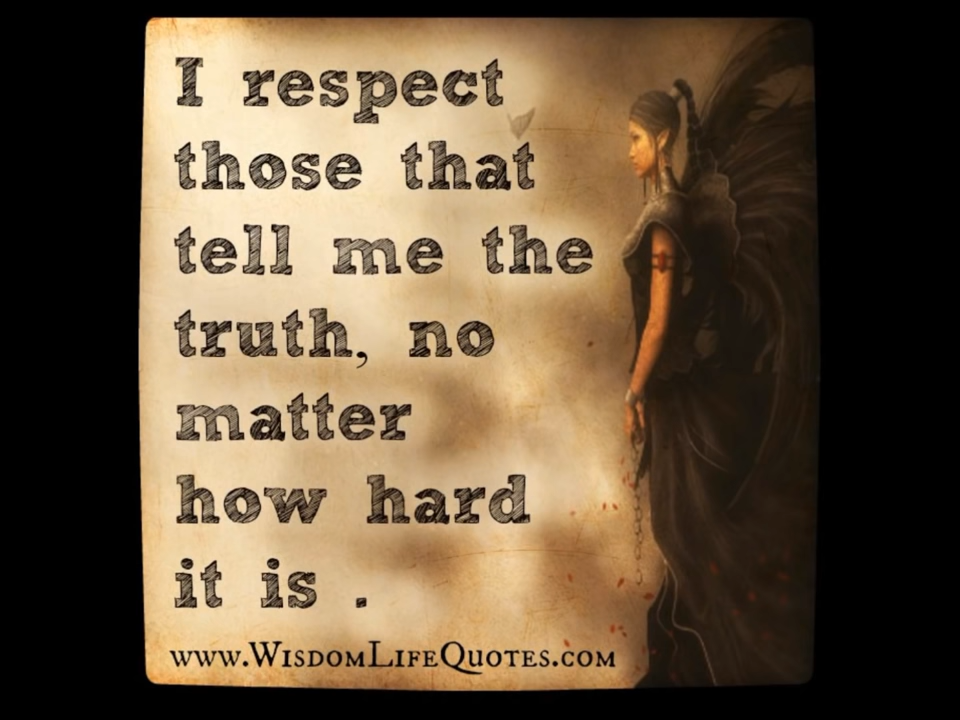 I respect
those that
tell me the
truth, no
matter
how hard
it is .
www.WisdomLifeQuotes.com